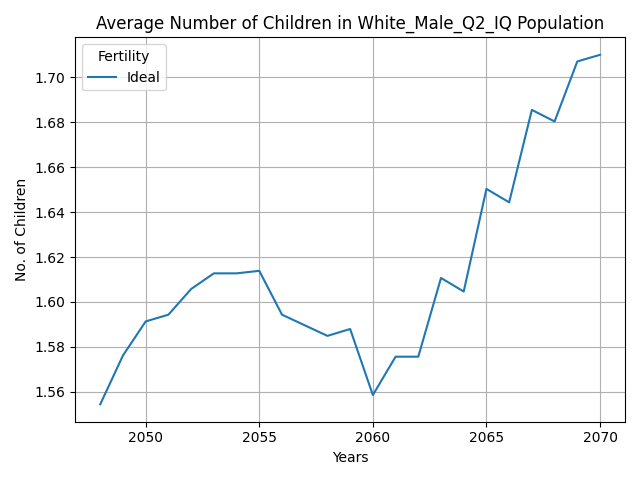 Average Number of Children in White_Male_Q2_IQ Population
Fertility
Ideal
No. of Children
1.70
1.68
1.66
1.64
1.62
1.60
1.58
1.56
2050
2055
2060
2065
2070
Years